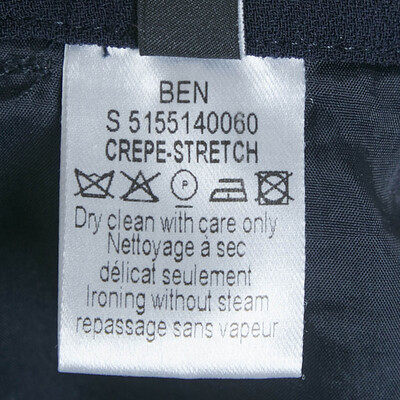 BEN
S 5155140060
CREPE-STRETCH
P
Dry clean with care only
Nettoyage à sec
délicat seulement
Ironing without steam
repassage sans vapeur